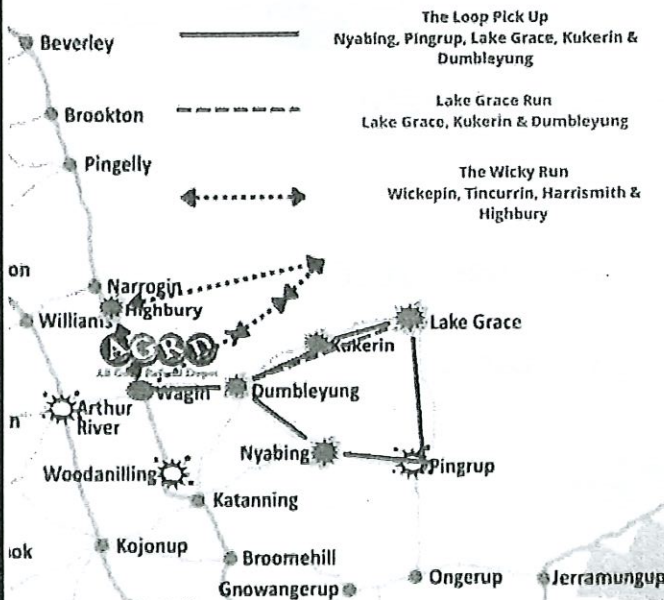 The Loop Pick Up
Nyabing, Pingrup, Lake Grace, Kukerin &
Dumbleyung
Lake Grace Run
Lake Grace, Kukerin & Dumbleyung
The Wicky Run
Wickepin, Tincurrin, Harrismith &
Highbury
Beverley
Brookton
Pingelly
on
Narrogin
Highbury
Williams
Lake Grace
AGRD
Kukerin
Wagin
Dumbleyung
Arthur
River
n
Nyabing
Pingrup
Woodanilling
Katanning
ok
Kojonup
Broomehill
Gnowangerup
Ongerup
Jerramungup